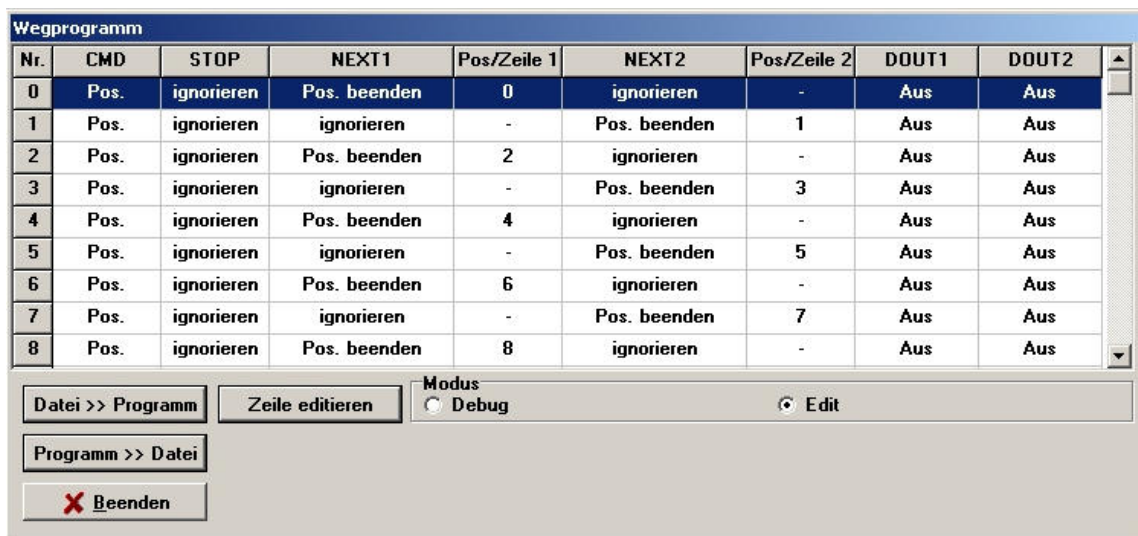 Wegprogramm
Nr. CMD STOP NEXT1 Pos/Zeile 1 NEXT2 Pos/Zeile 2 DOUT1 DOUT2
0 Pos. ignorieren Pos. beenden 0 ignorieren - Aus Aus
1 Pos. ignorieren ignorieren - Pos. beenden 1 Aus Aus
2 Pos. ignorieren Pos. beenden 2 ignorieren - Aus Aus
3 Pos. ignorieren ignorieren - Pos. beenden 3 Aus Aus
4 Pos. ignorieren Pos. beenden 4 ignorieren - Aus Aus
5 Pos. ignorieren ignorieren - Pos. beenden 5 Aus Aus
6 Pos. ignorieren Pos. beenden 6 ignorieren - Aus Aus
7 Pos. ignorieren ignorieren - Pos. beenden 7 Aus Aus
8 Pos. ignorieren Pos. beenden 8 ignorieren - Aus Aus
Modus
Datei >> Programm Zeile editieren Debug Edit
Programm >> Datei
Beenden